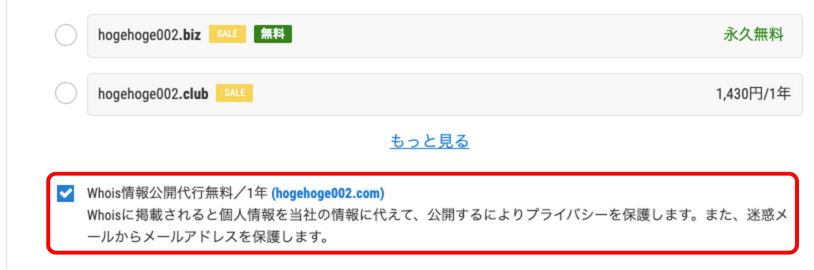 hogehoge002.biz SALE 無料 永久無料
hogehoge002.club SALE 1,430円/1年
もっと見る
Whois情報公開代行無料／1年 (hogehoge002.com)
Whoisに掲載されると個人情報を当社の情報に代えて、公開するによりプライバシーを保護します。また、迷惑メ
ールからメールアドレスを保護します。